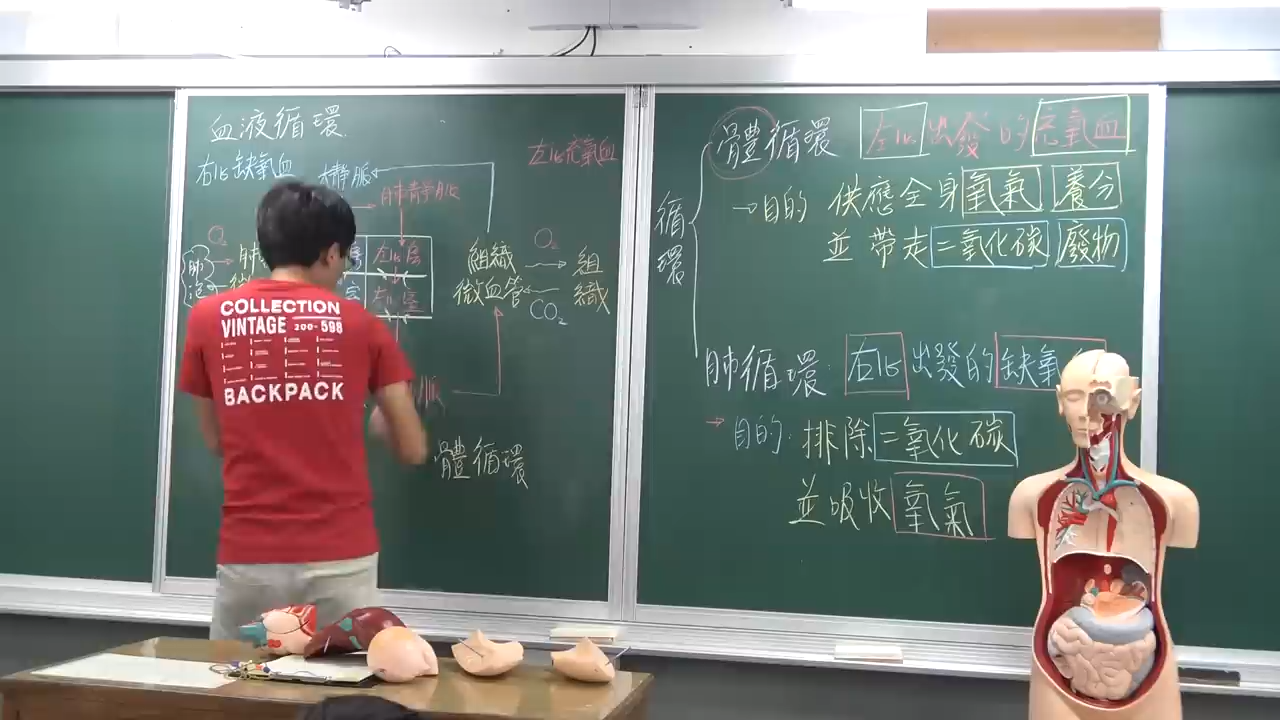 血液循環
右心缺氧血
大靜脈
肺靜脈
左心充氧血
O₂
左心房
左心室
組織
微血管
O₂
CO₂
組織
體循環
COLLECTION
VINTAGE 200-598
BACKPACK
循環
體循環 左心出發的充氧血
→目的 供應全身氧氣 養分
並帶走二氧化碳 廢物
肺循環: 右心出發的缺氧
→目的: 排除二氧化碳
並吸收氧氣